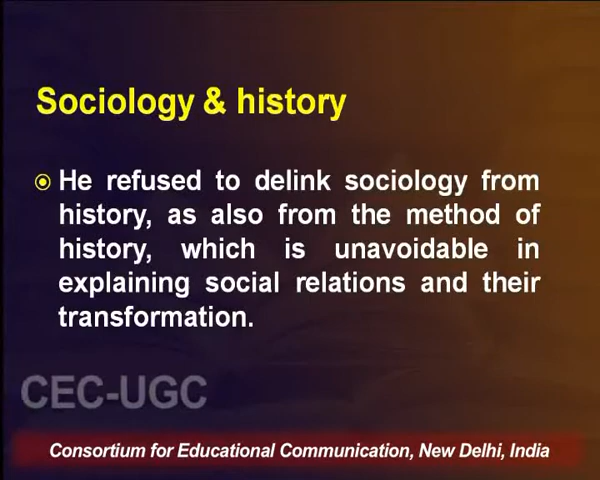 Sociology & history
He refused to delink sociology from
history, as also from the method of
history, which is unavoidable in
explaining social relations and their
transformation.
CEC-UGC
Consortium for Educational Communication, New Delhi, India